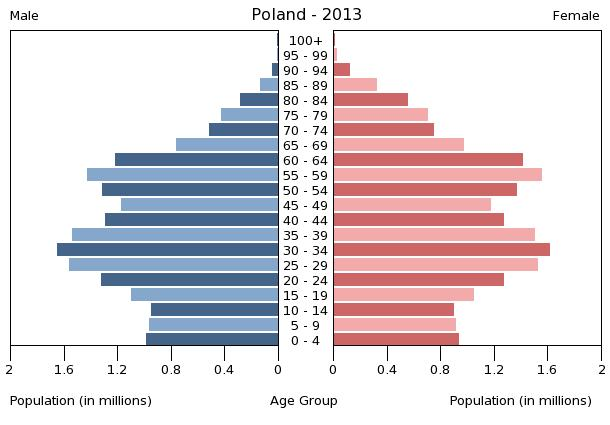 Male Poland - 2013 Female
100+
95 - 99
90 - 94
85 - 89
80 - 84
75 - 79
70 - 74
65 - 69
60 - 64
55 - 59
50 - 54
45 - 49
40 - 44
35 - 39
30 - 34
25 - 29
20 - 24
15 - 19
10 - 14
5 - 9
0 - 4
2 1.6 1.2 0.8 0.4 0 0 0.4 0.8 1.2 1.6 2
Population (in millions) Age Group Population (in millions)